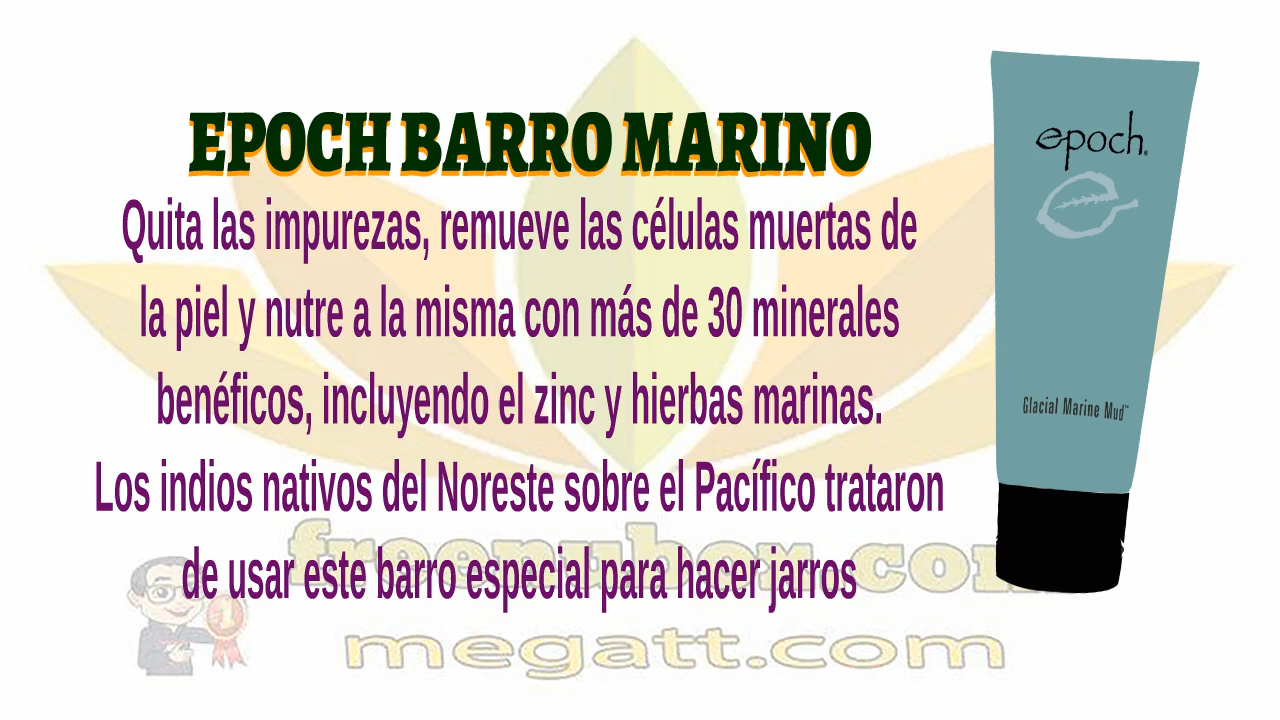 EPOCH BARRO MARINO
Quita las impurezas, remueve las células muertas de
la piel y nutre a la misma con más de 30 minerales
benéficos, incluyendo el zinc y hierbas marinas.
Los indios nativos del Noreste sobre el Pacífico trataron
de usar este barro especial para hacer jarros
epoch®
Glacial Marine Mud™
megatt.com
1